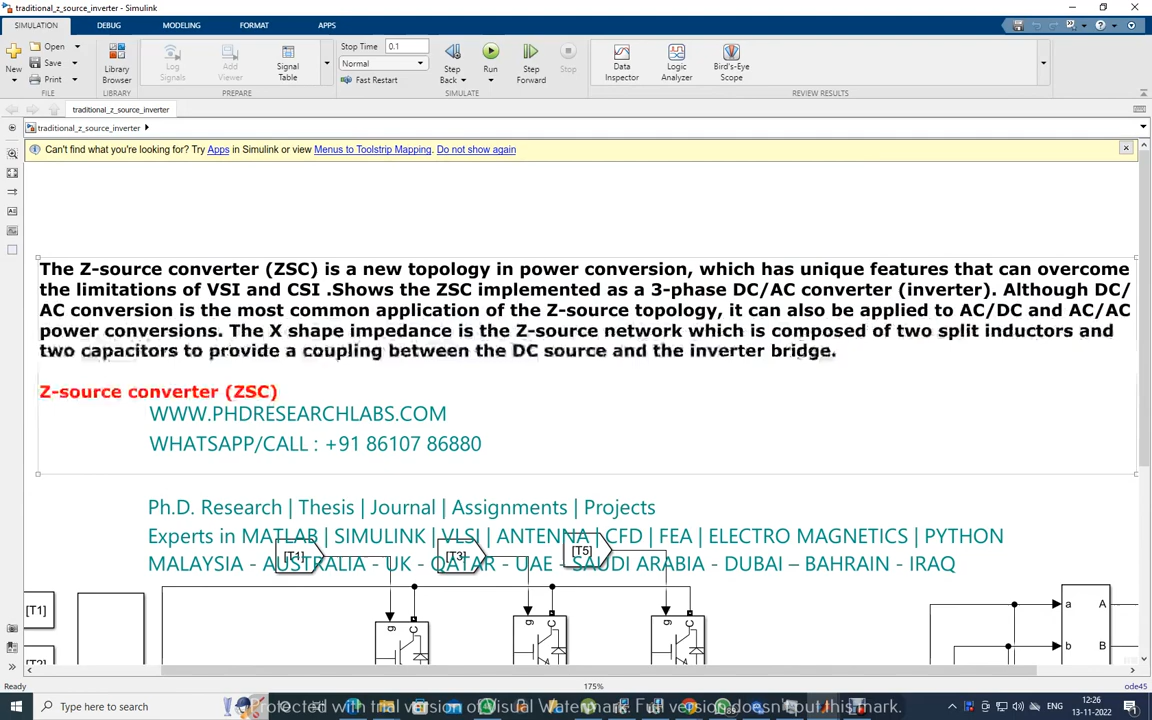 traditional_z_source_inverter - Simulink
SIMULATION DEBUG MODELING FORMAT APPS
New
Open
Save
Print
FILE
Library Browser
LIBRARY
Log Signals
Add Viewer
Signal Table
PREPARE
Stop Time 0.1
Normal
Fast Restart
Step Back
Run
Step Forward
Stop
SIMULATE
Data Inspector
Logic Analyzer
Bird's-Eye Scope
REVIEW RESULTS
traditional_z_source_inverter
traditional_z_source_inverter
Can't find what you're looking for? Try Apps in Simulink or view Menus to Toolstrip Mapping. Do not show again
The Z-source converter (ZSC) is a new topology in power conversion, which has unique features that can overcome
the limitations of VSI and CSI .Shows the ZSC implemented as a 3-phase DC/AC converter (inverter). Although DC/
AC conversion is the most common application of the Z-source topology, it can also be applied to AC/DC and AC/AC
power conversions. The X shape impedance is the Z-source network which is composed of two split inductors and
two capacitors to provide a coupling between the DC source and the inverter bridge.
Z-source converter (ZSC)
WWW.PHDRESEARCHLABS.COM
WHATSAPP/CALL : +91 86107 86880
Ph.D. Research | Thesis | Journal | Assignments | Projects
Experts in MATLAB | SIMULINK | VLSI | ANTENNA | CFD | FEA | ELECTRO MAGNETICS | PYTHON
MALAYSIA - AUSTRALIA - UK - QATAR - UAE - SAUDI ARABIA - DUBAI – BAHRAIN - IRAQ
[T1] [T3] [T5]
[T1]
g C g C g C
a A
b B
[T2]
Ready 175% ode45
Type here to search
Protected with trial version of Visual Watermark. Full version doesn't put this mark.
ENG
12:26
13-11-2022